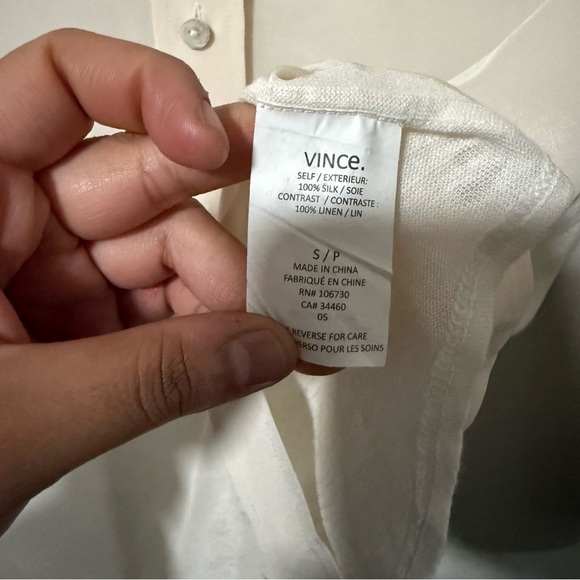 VINCE.
SELF / EXTERIEUR:
100% SILK / SOIE
CONTRAST / CONTRASTE :
100% LINEN / LIN
S / P
MADE IN CHINA
FABRIQUÉ EN CHINE
RN# 106730
CA# 34460
05
REVERSE FOR CARE
POUR LES SOINS